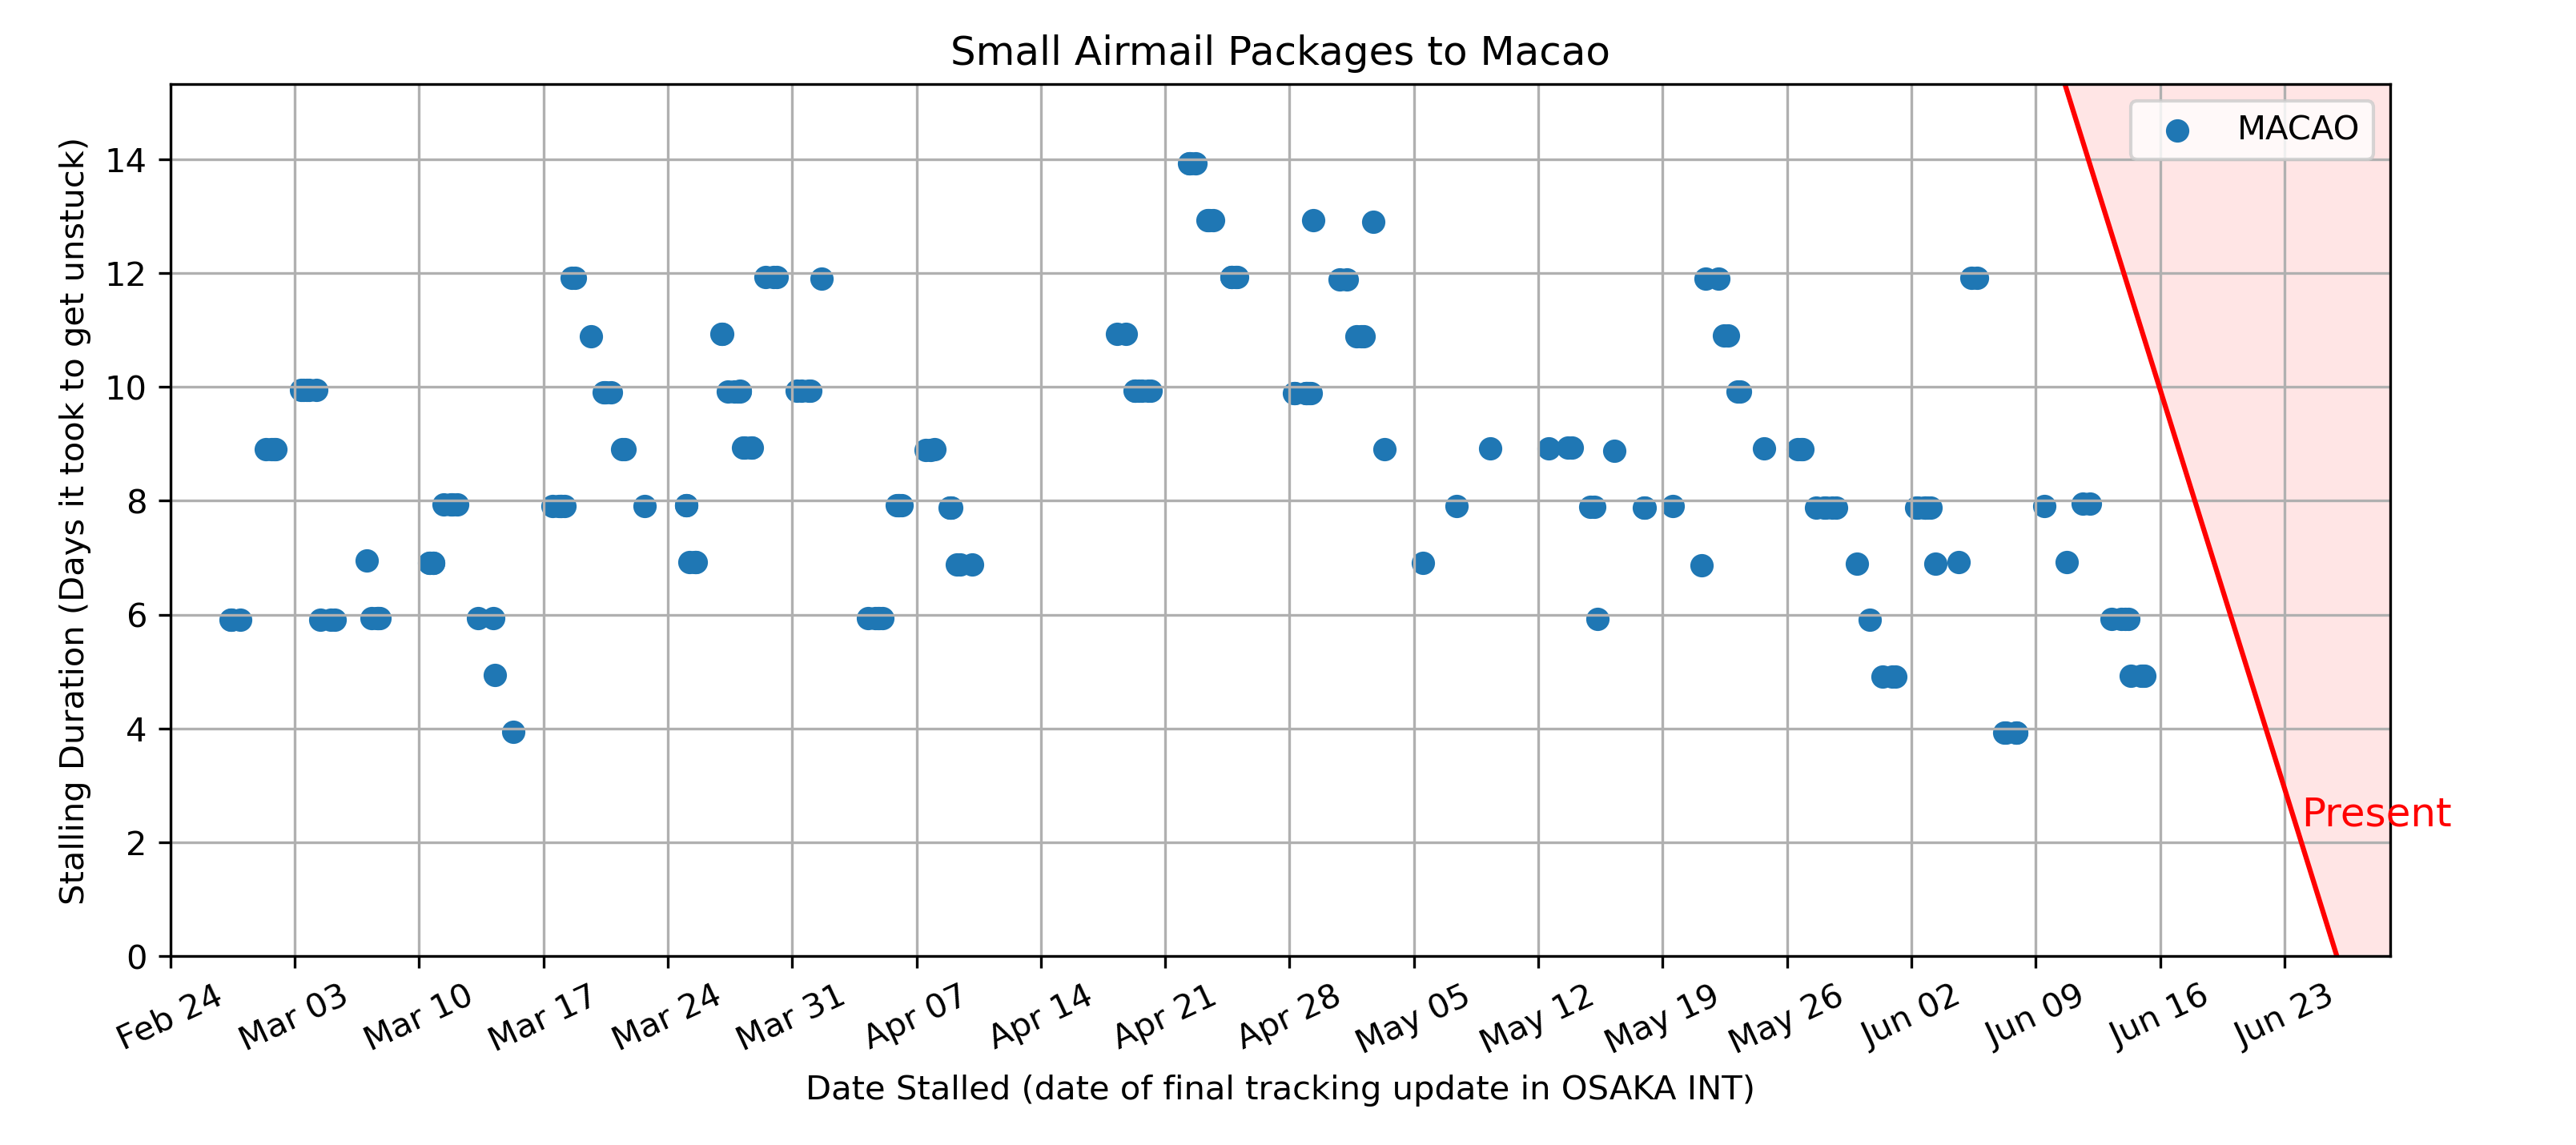 Small Airmail Packages to Macao
MACAO
Stalling Duration (Days it took to get unstuck)
14
12
10
8
6
4
2
0
Present
Feb 24
Mar 03
Mar 10
Mar 17
Mar 24
Mar 31
Apr 07
Apr 14
Apr 21
Apr 28
May 05
May 12
May 19
May 26
Jun 02
Jun 09
Jun 16
Jun 23
Date Stalled (date of final tracking update in OSAKA INT)